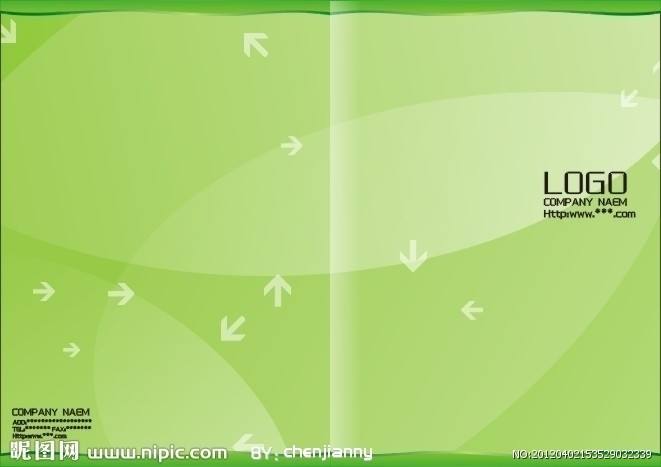 LOGO
COMPANY NAEM
Http:www.***.com
COMPANY NAEM
ADD:******************
TEL:******* FAX:*******
Http:www.***.com
昵图网 www.nipic.com BY: chenjianny
NO:20120402153529032339